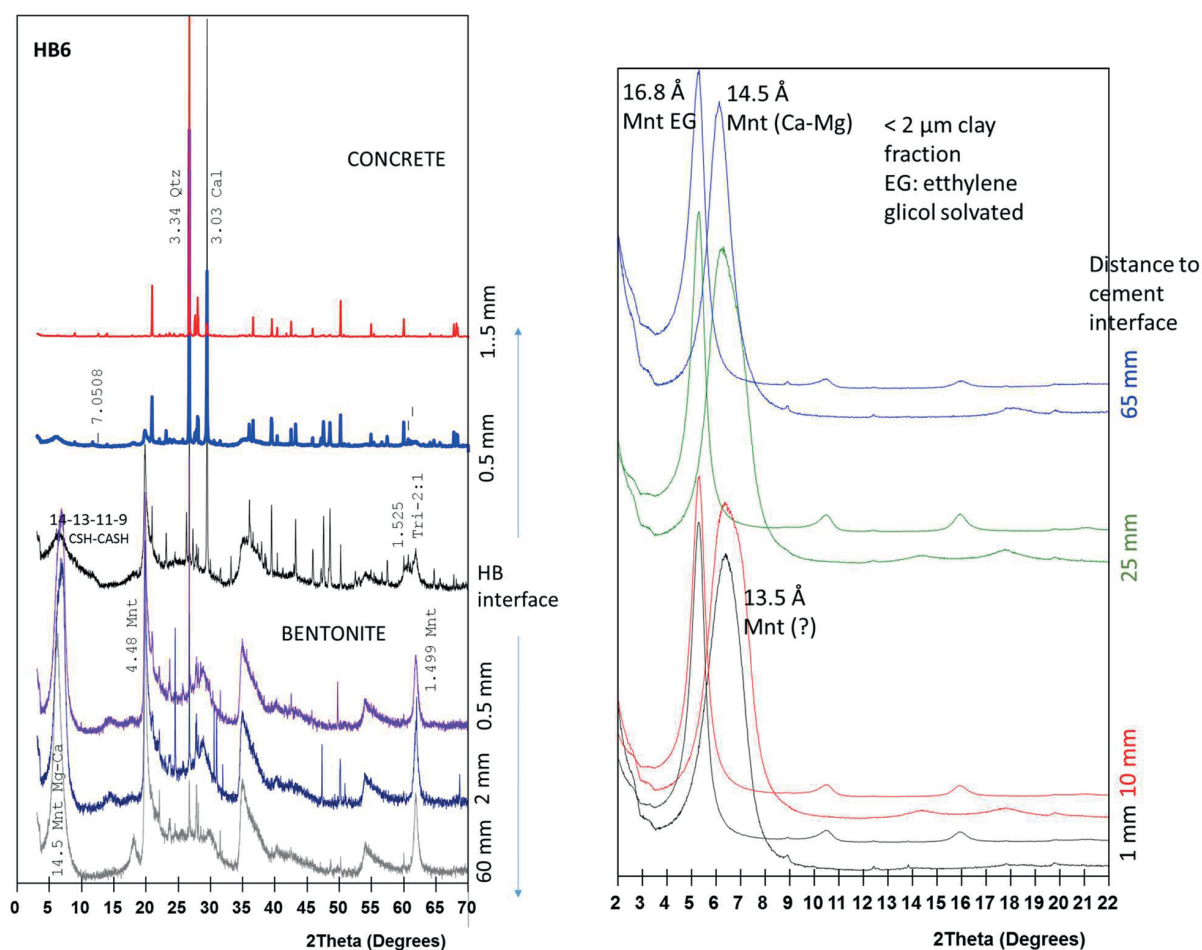 HB6
CONCRETE
3.34 Qtz
3.03 Cal
7.0508
14-13-11-9
CSH-CASH
1.525
Tri-2:1
4.48 Mnt
BENTONITE
1.499 Mnt
14.5 Mnt Mg-Ca
1..5 mm
0.5 mm
HB
interface
0.5 mm
2 mm
60 mm
0 5 10 15 20 25 30 35 40 45 50 55 60 65 70
2Theta (Degrees)
16.8 Å
Mnt EG
14.5 Å
Mnt (Ca-Mg)
< 2 µm clay
fraction
EG: etthylene
glicol solvated
Distance to
cement
interface
65 mm
25 mm
13.5 Å
Mnt (?)
10 mm
1 mm
2 3 4 5 6 7 8 9 10 11 12 13 14 15 16 17 18 19 20 21 22
2Theta (Degrees)